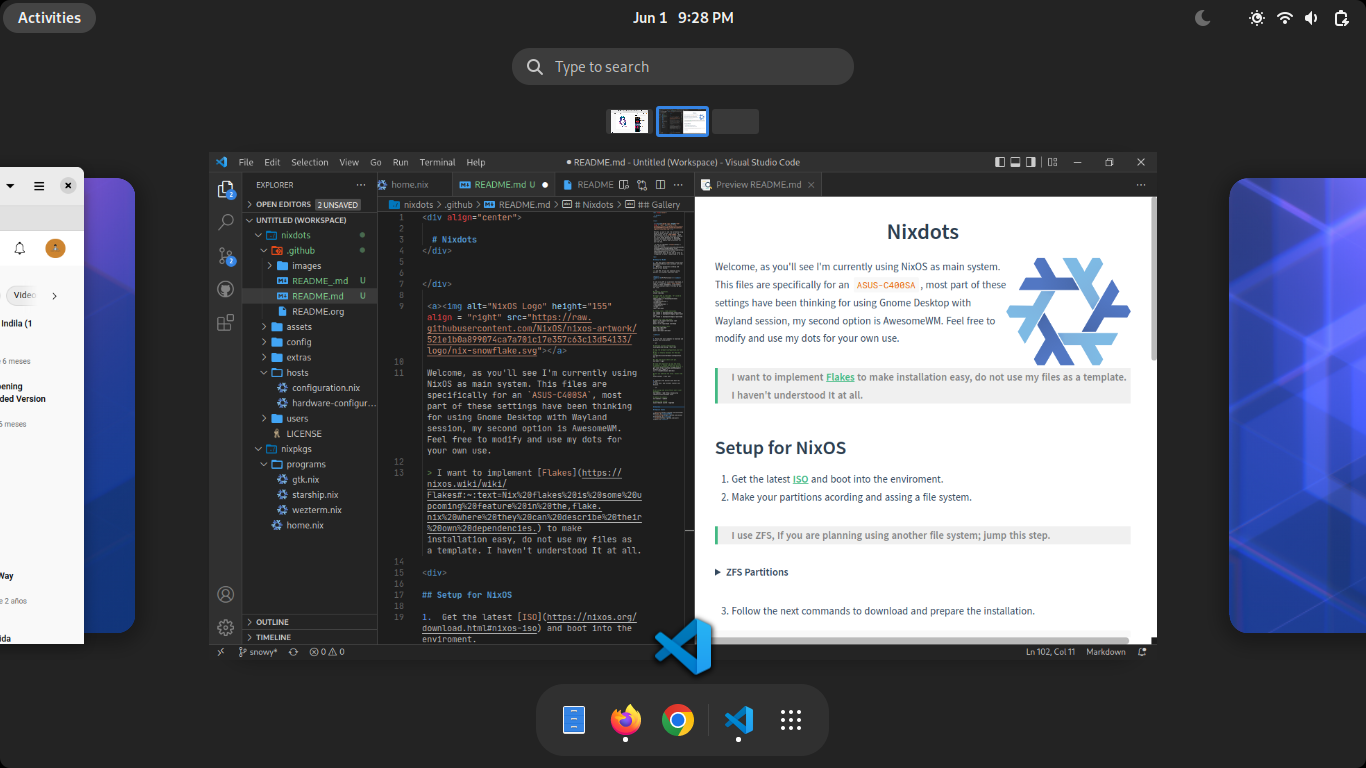 Activities
Jun 1 9:28 PM
Type to search
File Edit Selection View Go Run Terminal Help
README.md - Untitled (Workspace) - Visual Studio Code
EXPLORER
OPEN EDITORS 2 UNSAVED
UNTITLED (WORKSPACE)
nixdots
.github
images
README_.md U
README.md U
README.org
assets
config
extras
hosts
configuration.nix
hardware-configur...
users
LICENSE
nixpkgs
programs
gtk.nix
starship.nix
wezterm.nix
home.nix
OUTLINE
TIMELINE
2
2
home.nix
README.md U
README
nixdots > .github > README.md > # Nixdots > ## Gallery
1 <div align="center">
2
3 # Nixdots
4 </div>
5
6
7 </div>
8
9 <a><img alt="NixOS Logo" height="155"
align = "right" src="https://raw.
githubusercontent.com/NixOS/nixos-artwork/
521e1b0a899074ca7a701c17e357c63c13d54133/
logo/nix-snowflake.svg"></a>
10
11 Welcome, as you'll see I'm currently using
NixOS as main system. This files are
specifically for an `ASUS-C400SA`, most
part of these settings have been thinking
for using Gnome Desktop with Wayland
session, my second option is AwesomeWM.
Feel free to modify and use my dots for
your own use.
12
13 > I want to implement [Flakes](https://
nixos.wiki/wiki/
Flakes#:~:text=Nix%20flakes%20is%20some%20u
pcoming%20feature%20in%20the,flake.
nix%20where%20they%20can%20describe%20their
%20own%20dependencies.) to make
installation easy, do not use my files as
a template. I haven't understood It at all.
14
15 <div>
16
17 ## Setup for NixOS
18
19 1. Get the latest [ISO](https://nixos.org/
download.html#nixos-iso) and boot into the
enviroment.
Preview README.md
Nixdots
Welcome, as you'll see I'm currently using NixOS as main system.
This files are specifically for an ASUS-C400SA , most part of these
settings have been thinking for using Gnome Desktop with
Wayland session, my second option is AwesomeWM. Feel free to
modify and use my dots for your own use.
I want to implement Flakes to make installation easy, do not use my files as a template.
I haven't understood It at all.
Setup for NixOS
1. Get the latest ISO and boot into the enviroment.
2. Make your partitions acording and assing a file system.
I use ZFS, If you are planning using another file system; jump this step.
ZFS Partitions
3. Follow the next commands to download and prepare the installation.
snowy* 0 0
Ln 102, Col 11 Markdown
Video
Indila (1
6 meses
pening
ded Version
6 meses
Way
2 años